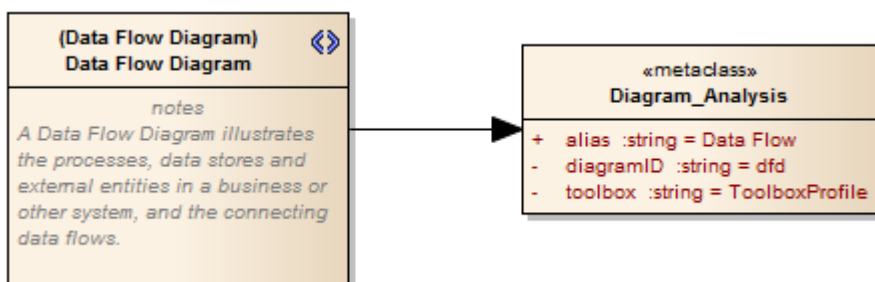 (Data Flow Diagram)
Data Flow Diagram
notes
A Data Flow Diagram illustrates
the processes, data stores and
external entities in a business or
other system, and the connecting
data flows.
«metaclass»
Diagram_Analysis
+ alias :string = Data Flow
- diagramID :string = dfd
- toolbox :string = ToolboxProfile